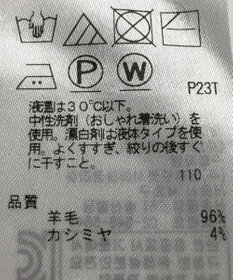 P
W
P23T
液温は30℃以下。
中性洗剤(おしゃれ着洗い)を
使用。漂白剤は液体タイプを使
用。よくすすぎ、絞りの後すぐ
に干すこと。
110
品質
羊毛 96%
カシミヤ 4%